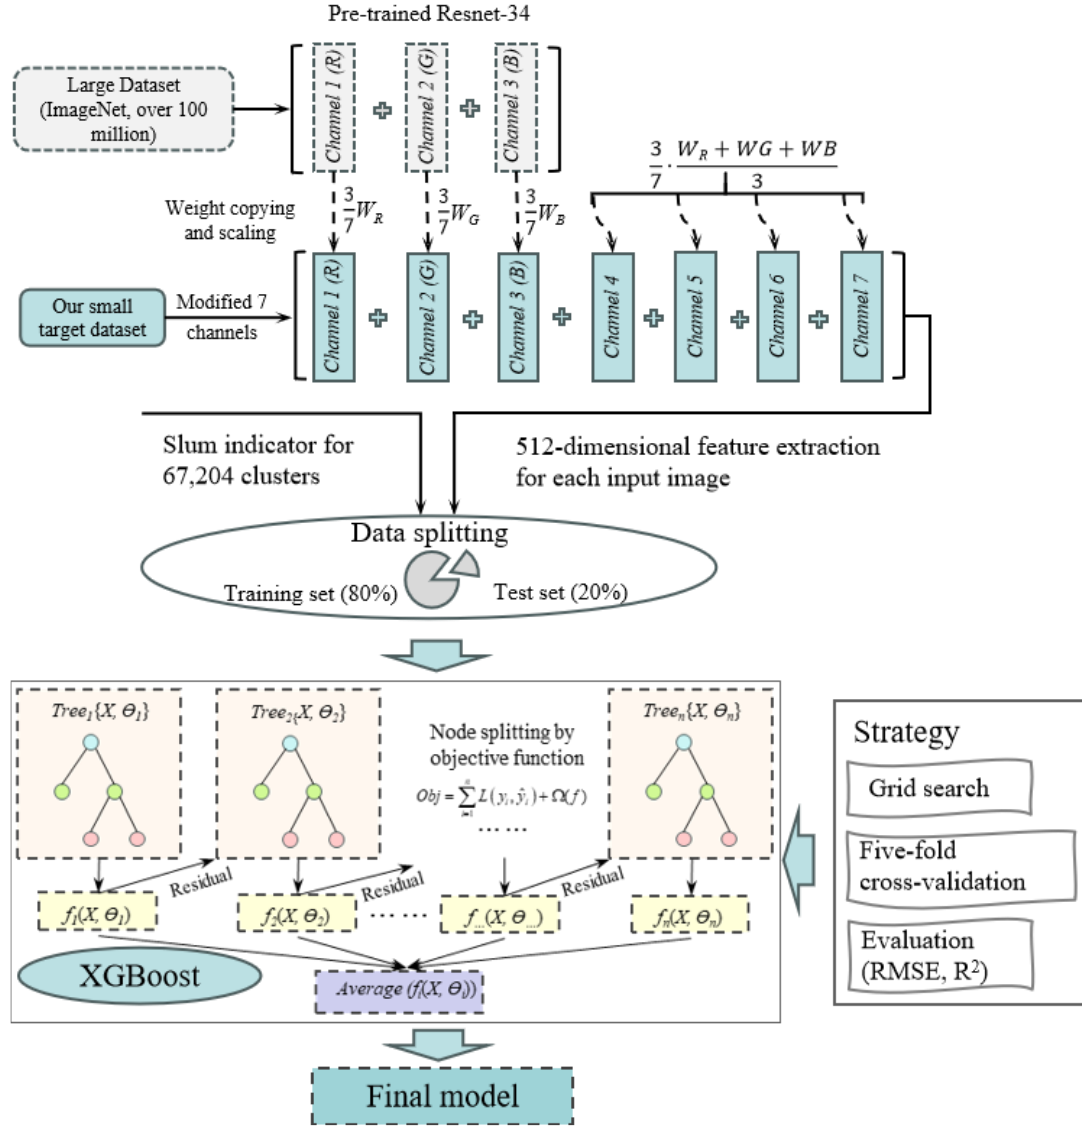 Pre-trained Resnet-34
Large Dataset
(ImageNet, over 100
million)
Channel 1 (R)
Channel 2 (G)
Channel 3 (B)
Weight copying
and scaling
3/7 W_R
3/7 W_G
3/7 W_B
3/7 · (W_R + WG + WB)/3
Our small
target dataset
Modified 7
channels
Channel 1 (R)
Channel 2 (G)
Channel 3 (B)
Channel 4
Channel 5
Channel 6
Channel 7
Slum indicator for
67,204 clusters
512-dimensional feature extraction
for each input image
Data splitting
Training set (80%)
Test set (20%)
Tree₁{X, Θ₁}
Tree₂{X, Θ₂}
Node splitting by
objective function
Obj = ∑ⁿᵢ₌₁ L(yᵢ, ŷᵢ) + Ω(f)
⋯⋯
Treeₙ{X, Θₙ}
Residual
Residual
Residual
f₁(X, Θ₁)
f₂(X, Θ₂)
⋯⋯
f...(X, Θ...)
fₙ(X, Θₙ)
XGBoost
Average (fᵢ(X, Θᵢ))
Strategy
Grid search
Five-fold
cross-validation
Evaluation
(RMSE, R²)
Final model